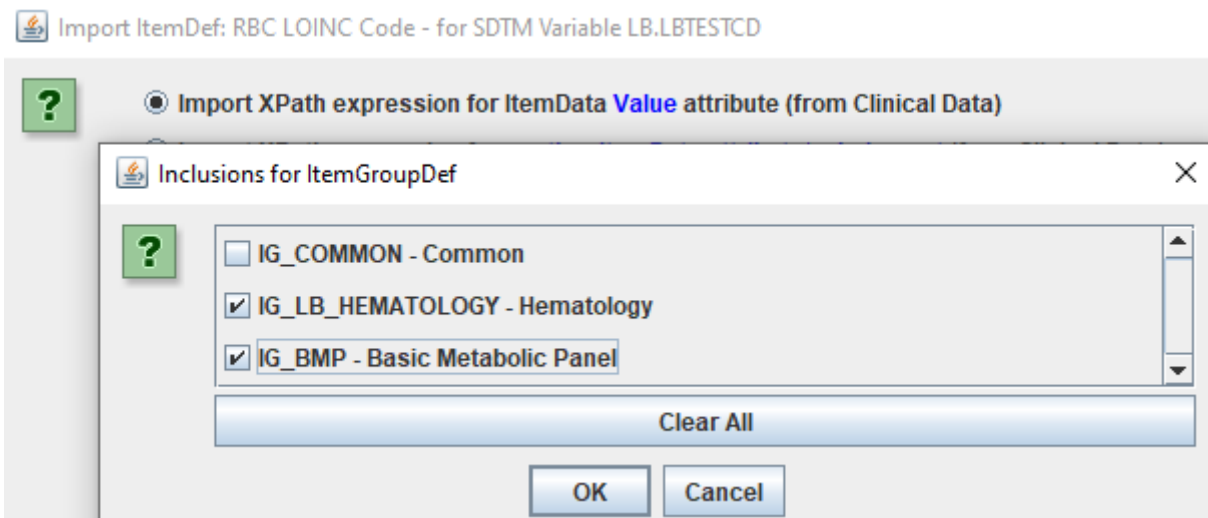 Import ItemDef: RBC LOINC Code - for SDTM Variable LB.LBTESTCD
Import XPath expression for ItemData Value attribute (from Clinical Data)
Inclusions for ItemGroupDef
IG_COMMON - Common
IG_LB_HEMATOLOGY - Hematology
IG_BMP - Basic Metabolic Panel
Clear All
OK
Cancel